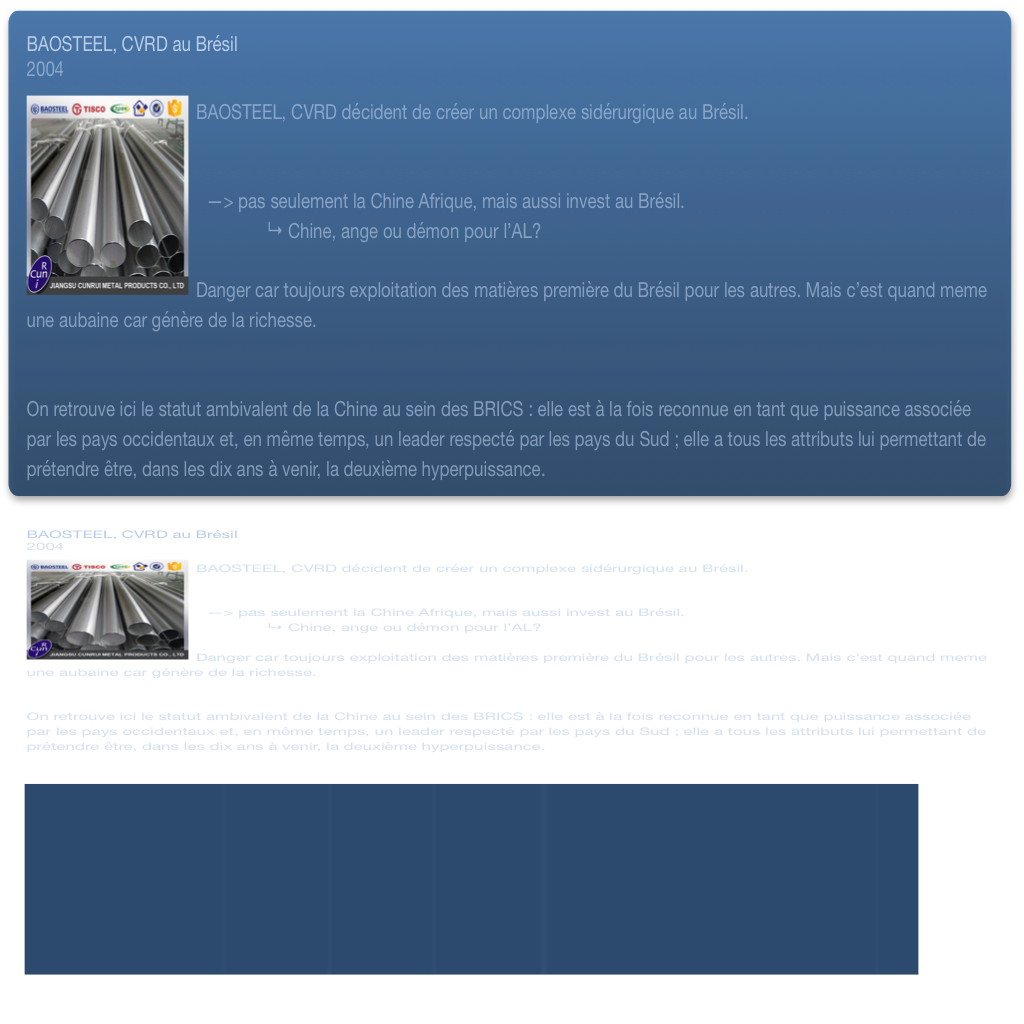 BAOSTEEL, CVRD au Brésil
2004
BAOSTEEL TISCO
BAOSTEEL, CVRD décident de créer un complexe sidérurgique au Brésil.
—> pas seulement la Chine Afrique, mais aussi invest au Brésil.
↳ Chine, ange ou démon pour l’AL?
R
Cun
i
JIANGSU CUNRUI METAL PRODUCTS CO., LTD
Danger car toujours exploitation des matières première du Brésil pour les autres. Mais c’est quand meme
une aubaine car génère de la richesse.
On retrouve ici le statut ambivalent de la Chine au sein des BRICS : elle est à la fois reconnue en tant que puissance associée
par les pays occidentaux et, en même temps, un leader respecté par les pays du Sud ; elle a tous les attributs lui permettant de
prétendre être, dans les dix ans à venir, la deuxième hyperpuissance.
BAOSTEEL, CVRD au Brésil
2004
BAOSTEEL TISCO
BAOSTEEL, CVRD décident de créer un complexe sidérurgique au Brésil.
—> pas seulement la Chine Afrique, mais aussi invest au Brésil.
↳ Chine, ange ou démon pour l’AL?
R
Cun
i
JIANGSU CUNRUI METAL PRODUCTS CO., LTD
Danger car toujours exploitation des matières première du Brésil pour les autres. Mais c’est quand meme
une aubaine car génère de la richesse.
On retrouve ici le statut ambivalent de la Chine au sein des BRICS : elle est à la fois reconnue en tant que puissance associée
par les pays occidentaux et, en même temps, un leader respecté par les pays du Sud ; elle a tous les attributs lui permettant de
prétendre être, dans les dix ans à venir, la deuxième hyperpuissance.